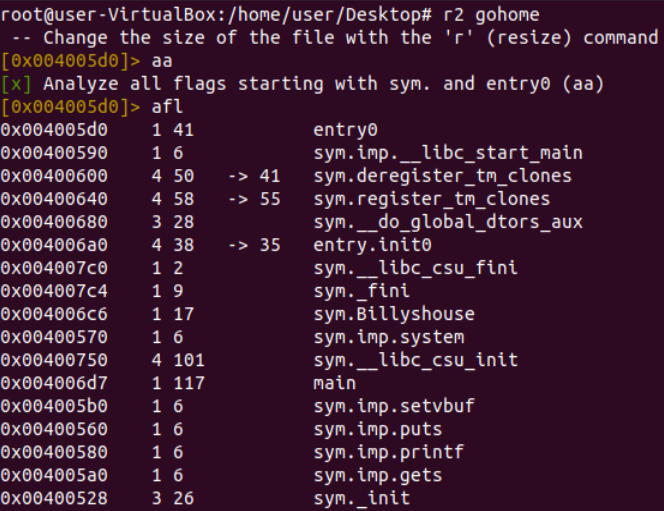 root@user-VirtualBox:/home/user/Desktop# r2 gohome
 -- Change the size of the file with the 'r' (resize) command
[0x004005d0]> aa
[x] Analyze all flags starting with sym. and entry0 (aa)
[0x004005d0]> afl
0x004005d0    1 41           entry0
0x00400590    1 6            sym.imp.__libc_start_main
0x00400600    4 50   -> 41   sym.deregister_tm_clones
0x00400640    4 58   -> 55   sym.register_tm_clones
0x00400680    3 28           sym.__do_global_dtors_aux
0x004006a0    4 38   -> 35   entry.init0
0x004007c0    1 2            sym.__libc_csu_fini
0x004007c4    1 9            sym._fini
0x004006c6    1 17           sym.Billyshouse
0x00400570    1 6            sym.imp.system
0x00400750    4 101          sym.__libc_csu_init
0x004006d7    1 117          main
0x004005b0    1 6            sym.imp.setvbuf
0x00400560    1 6            sym.imp.puts
0x00400580    1 6            sym.imp.printf
0x004005a0    1 6            sym.imp.gets
0x00400528    3 26           sym._init